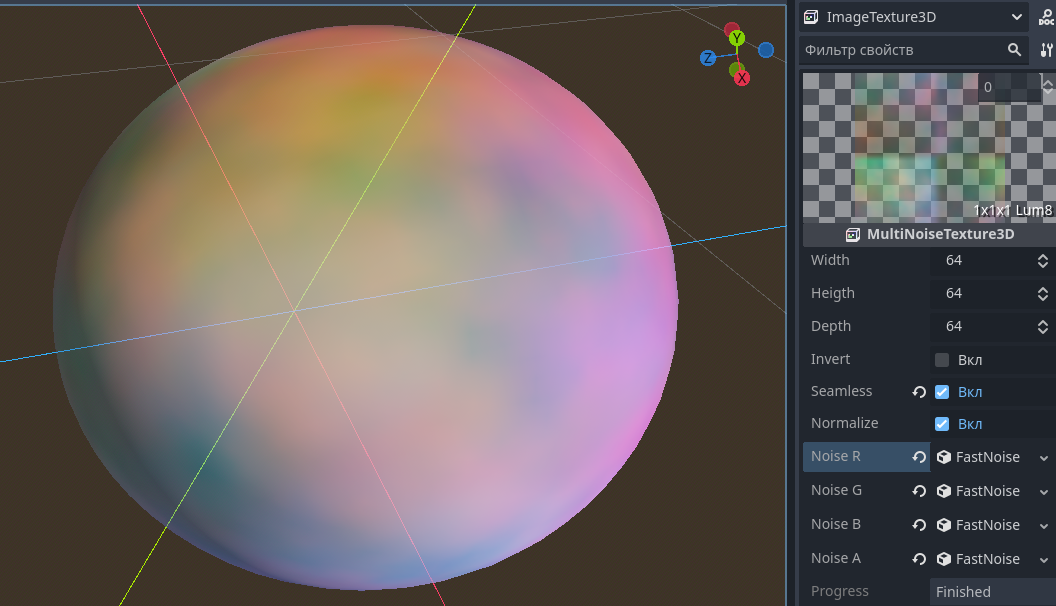 Y
Z
X
ImageTexture3D
Фильтр свойств
0
1x1x1 Lum8
MultiNoiseTexture3D
Width 64
Heigth 64
Depth 64
Invert Вкл
Seamless Вкл
Normalize Вкл
Noise R FastNoise
Noise G FastNoise
Noise B FastNoise
Noise A FastNoise
Progress Finished